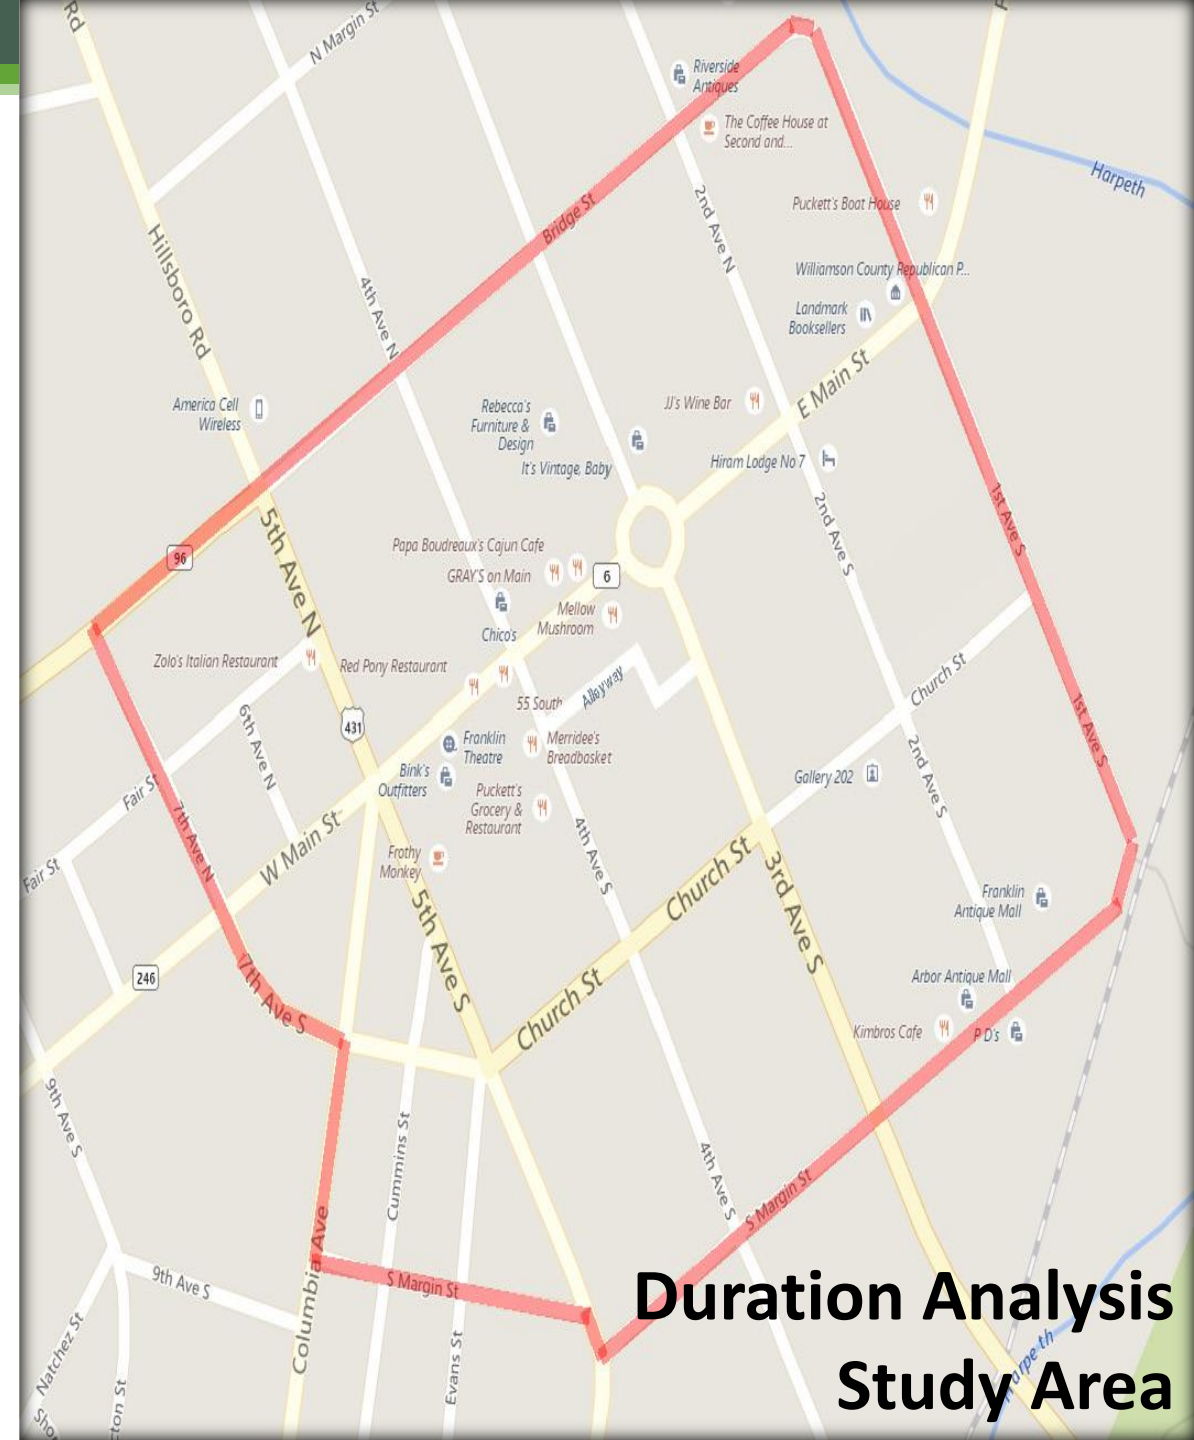 Rd
N Margin St
Riverside
Antiques
The Coffee House at
Second and...
Harpeth
2nd Ave N
Puckett's Boat House
Bridge St
Hillsboro Rd
Williamson County Republican P...
4th Ave N
Landmark
Booksellers
E Main St
America Cell
Wireless
Rebecca's
Furniture &
Design
JJ's Wine Bar
It's Vintage, Baby
Hiram Lodge No 7
1st Ave S
2nd Ave S
5th Ave N
96
Papa Boudreaux's Cajun Cafe
GRAY'S on Main
6
Mellow
Mushroom
Chico's
Zolo's Italian Restaurant
Red Pony Restaurant
Church St
Alleyway
55 South
6th Ave N
431
1st Ave S
Franklin
Theatre
Merridee's
Breadbasket
2nd Ave S
Bink's
Outfitters
Gallery 202
Fair St
Puckett's
Grocery &
Restaurant
7th Ave N
W Main St
4th Ave S
Frothy
Monkey
Church St
Fair St
3rd Ave S
Franklin
Antique Mall
5th Ave S
246
7th Ave S
Church St
Arbor Antique Mall
Kimbros Cafe
P D's
9th Ave S
Cummins St
4th Ave S
S Margin St
Columbia Ave
9th Ave S
S Margin St
Natchez St
Evans St
Duration Analysis
Study Area